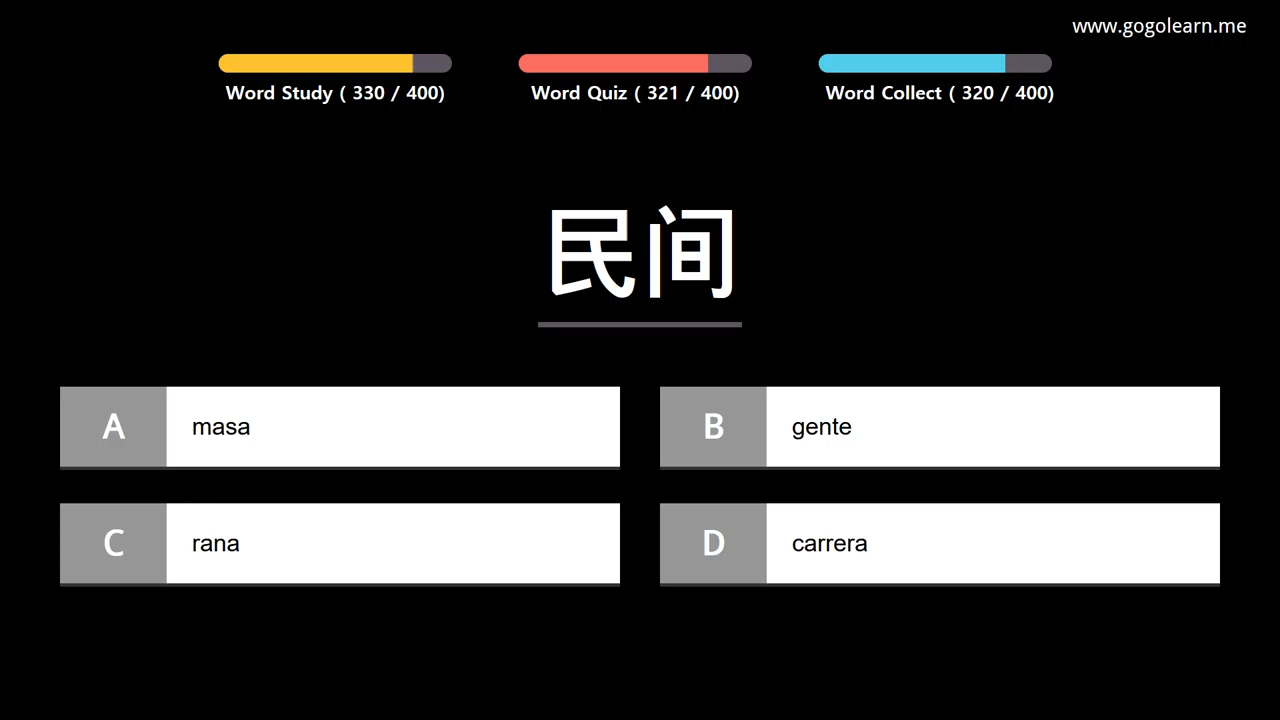 www.gogolearn.me
Word Study ( 330 / 400)
Word Quiz ( 321 / 400)
Word Collect ( 320 / 400)
民间
A masa
B gente
C rana
D carrera